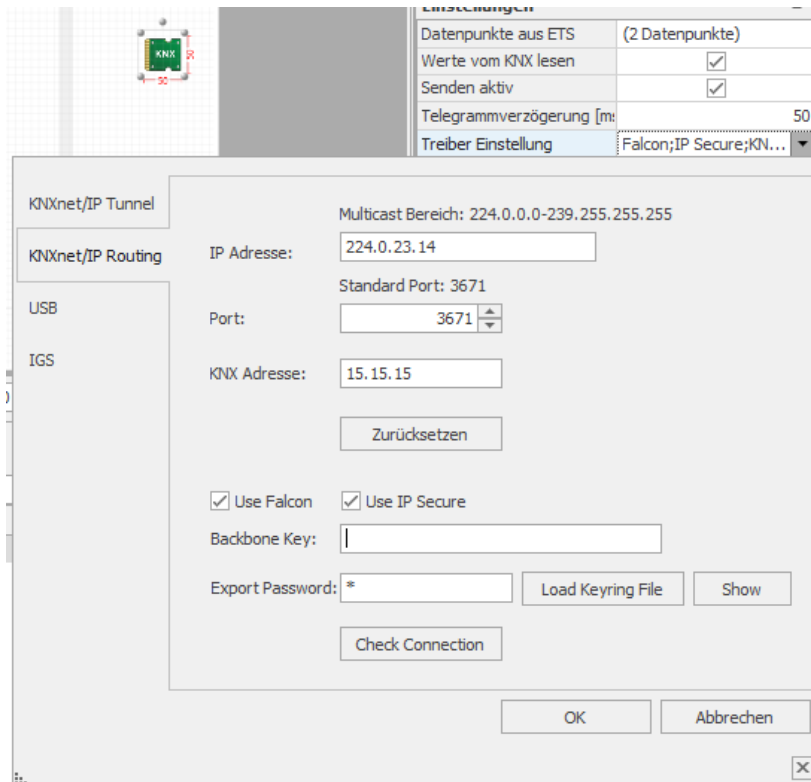 Einstellungen
Datenpunkte aus ETS (2 Datenpunkte)
Werte vom KNX lesen
Senden aktiv
Telegrammverzögerung [m 50
Treiber Einstellung Falcon;IP Secure;KN...
KNX
50
50
KNXnet/IP Tunnel
KNXnet/IP Routing
USB
IGS
Multicast Bereich: 224.0.0.0-239.255.255.255
IP Adresse: 224.0.23.14
Standard Port: 3671
Port: 3671
KNX Adresse: 15.15.15
Zurücksetzen
Use Falcon Use IP Secure
Backbone Key:
Export Password: * Load Keyring File Show
Check Connection
OK Abbrechen